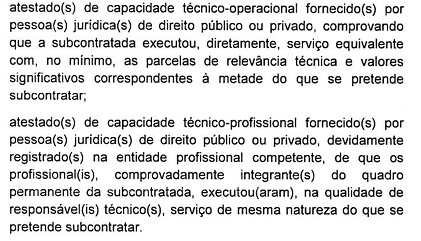 atestado(s) de capacidade técnico-operacional fornecido(s) por
pessoa(s) jurídica(s) de direito público ou privado, comprovando
que a subcontratada executou, diretamente, serviço equivalente
com, no mínimo, as parcelas de relevância técnica e valores
significativos correspondentes à metade do que se pretende
subcontratar;
atestado(s) de capacidade técnico-profissional fornecido(s) por
pessoa(s) jurídica(s) de direito público ou privado, devidamente
registrado(s) na entidade profissional competente, de que os
profissional(is), comprovadamente integrante(s) do quadro
permanente da subcontratada, executou(aram), na qualidade de
responsável(is) técnico(s), serviço de mesma natureza do que se
pretende subcontratar.